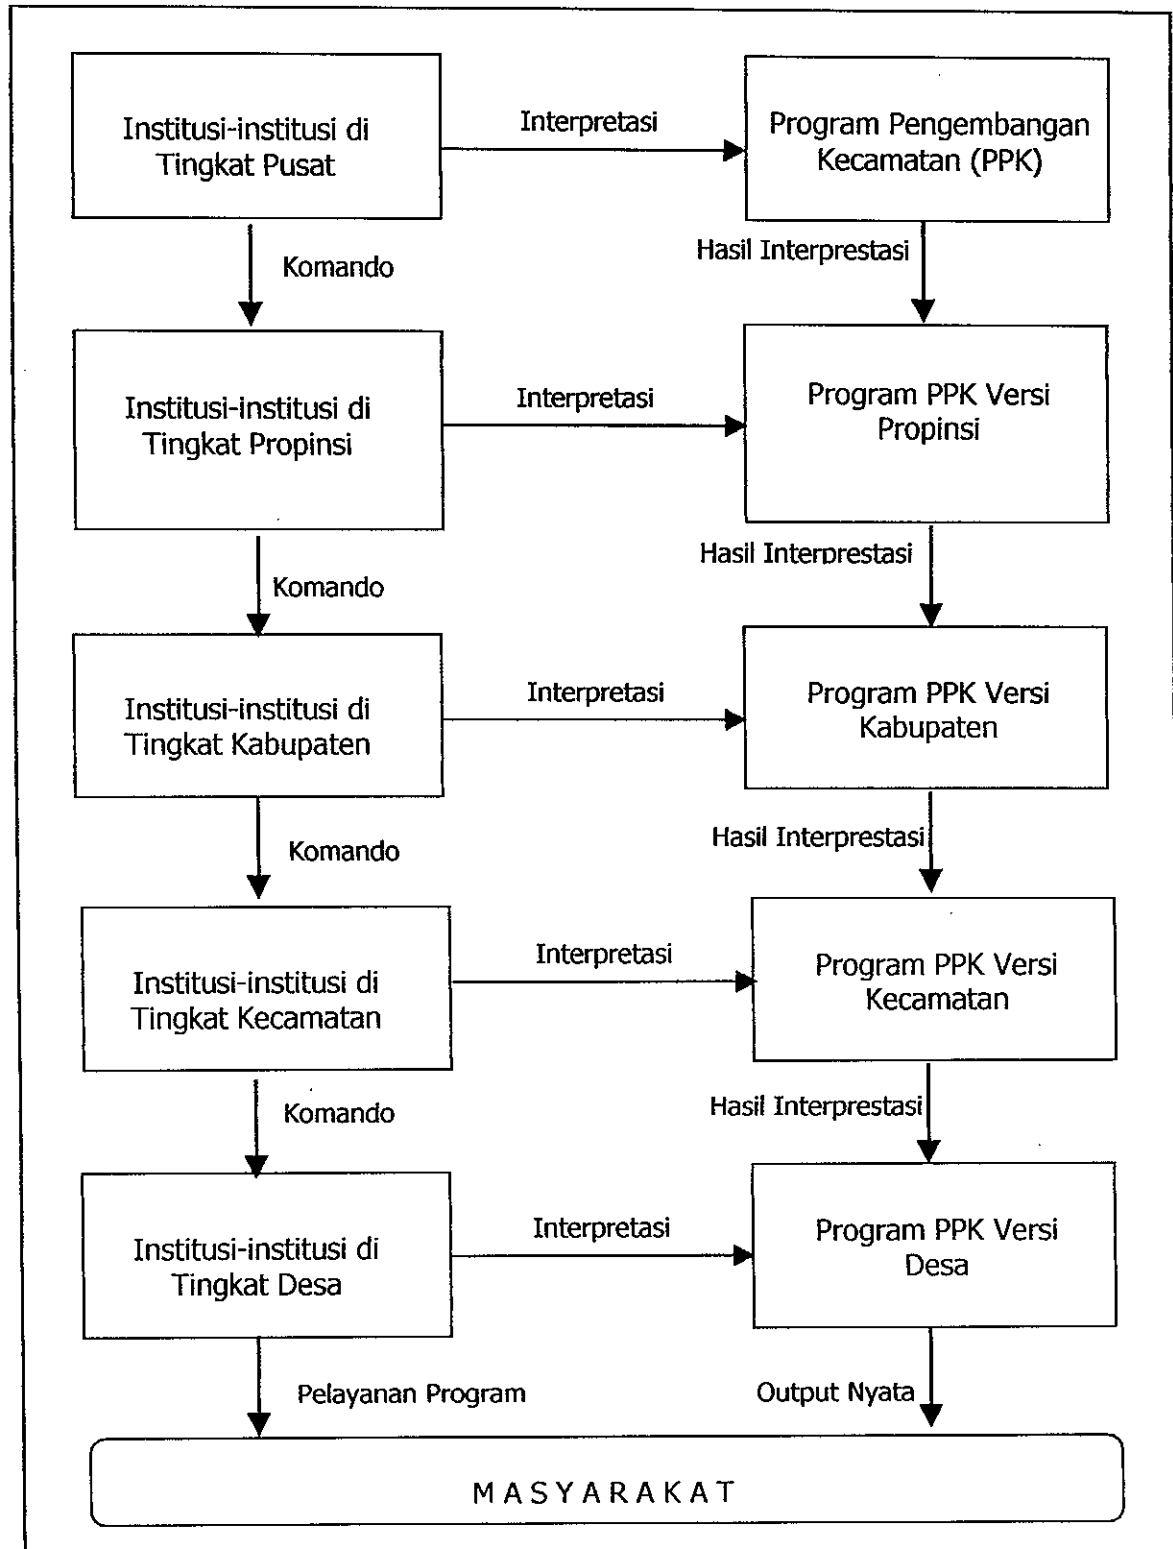 Institusi-institusi di
Tingkat Pusat
Interpretasi
Program Pengembangan
Kecamatan (PPK)
Komando
Hasil Interprestasi
Institusi-institusi di
Tingkat Propinsi
Interpretasi
Program PPK Versi
Propinsi
Komando
Hasil Interprestasi
Institusi-institusi di
Tingkat Kabupaten
Interpretasi
Program PPK Versi
Kabupaten
Komando
Hasil Interprestasi
Institusi-institusi di
Tingkat Kecamatan
Interpretasi
Program PPK Versi
Kecamatan
Komando
Hasil Interprestasi
Institusi-institusi di
Tingkat Desa
Interpretasi
Program PPK Versi
Desa
Pelayanan Program
Output Nyata
MASYARAKAT